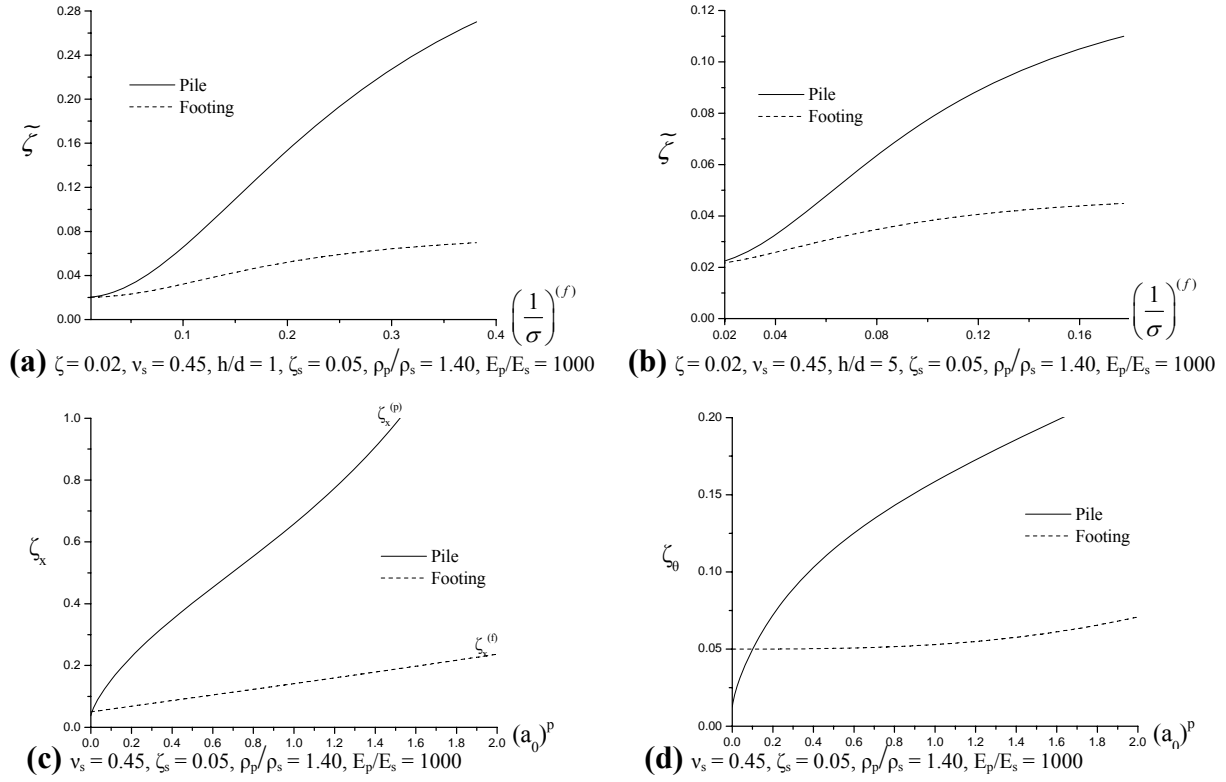 0.28
0.24
0.20
0.16
0.12
0.08
0.04
0.00
ζ̃
Pile
Footing
0.1 0.2 0.3 0.4
(1/σ)^(f)
(a) ζ = 0.02, ν_s = 0.45, h/d = 1, ζ_s = 0.05, ρ_p/ρ_s = 1.40, E_p/E_s = 1000
0.12
0.10
0.08
0.06
0.04
0.02
0.00
ζ̃
Pile
Footing
0.02 0.04 0.08 0.12 0.16
(1/σ)^(f)
(b) ζ = 0.02, ν_s = 0.45, h/d = 5, ζ_s = 0.05, ρ_p/ρ_s = 1.40, E_p/E_s = 1000
1.0
0.8
0.6
0.4
0.2
0.0
ζ_x
ζ_x^(p)
Pile
Footing
ζ_x^(f)
0.0 0.2 0.4 0.6 0.8 1.0 1.2 1.4 1.6 1.8 2.0
(a_0)^p
(c) ν_s = 0.45, ζ_s = 0.05, ρ_p/ρ_s = 1.40, E_p/E_s = 1000
0.20
0.15
0.10
0.05
0.00
ζ_θ
Pile
Footing
0.0 0.2 0.4 0.6 0.8 1.0 1.2 1.4 1.6 1.8 2.0
(a_0)^p
(d) ν_s = 0.45, ζ_s = 0.05, ρ_p/ρ_s = 1.40, E_p/E_s = 1000